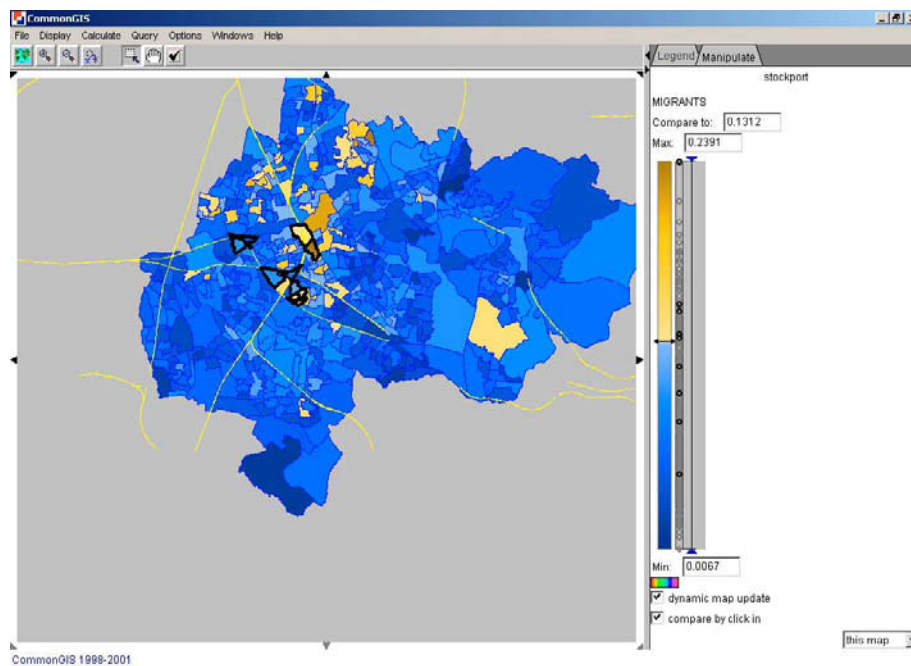 CommonGIS
File Display Calculate Query Options Windows Help
Legend Manipulate
stockport
MIGRANTS
Compare to: 0.1312
Max: 0.2391
Min: 0.0067
dynamic map update
compare by click in
this map
CommonGIS 1998-2001